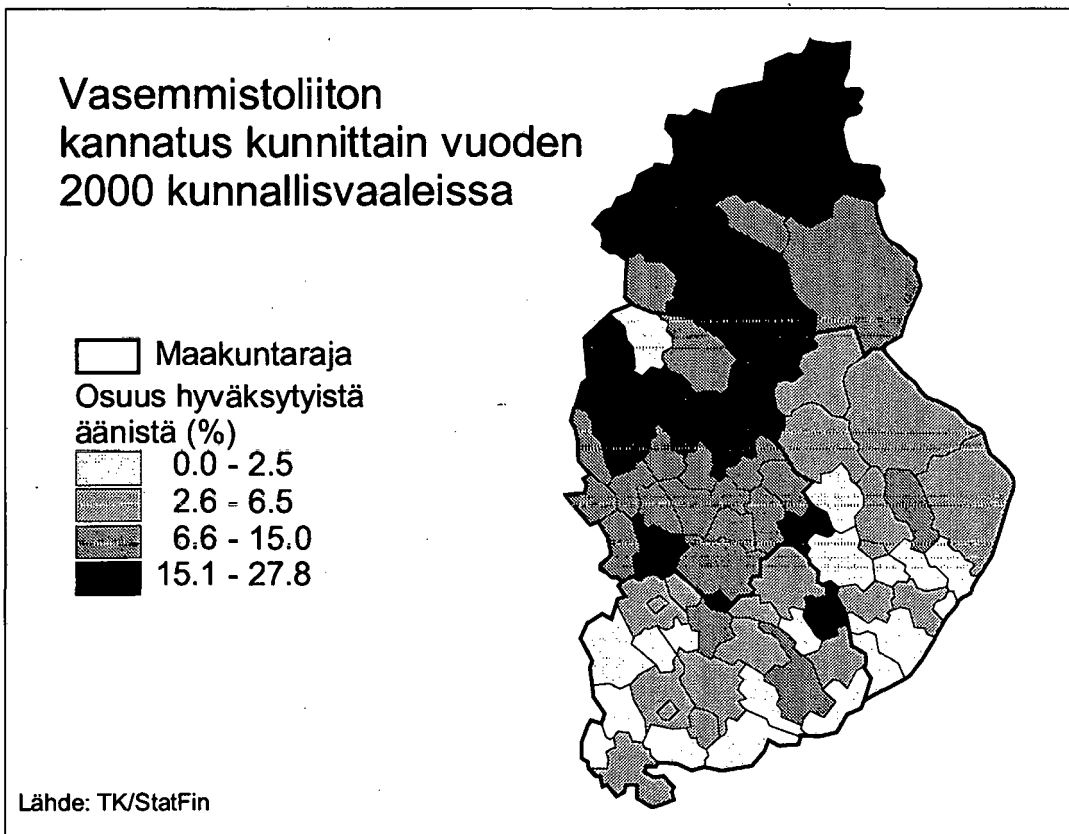 Vasemmistoliiton
kannatus kunnittain vuoden
2000 kunnallisvaaleissa
Maakuntaraja
Osuus hyväksytyistä
äänistä (%)
0.0 - 2.5
2.6 - 6.5
6.6 - 15.0
15.1 - 27.8
Lähde: TK/StatFin